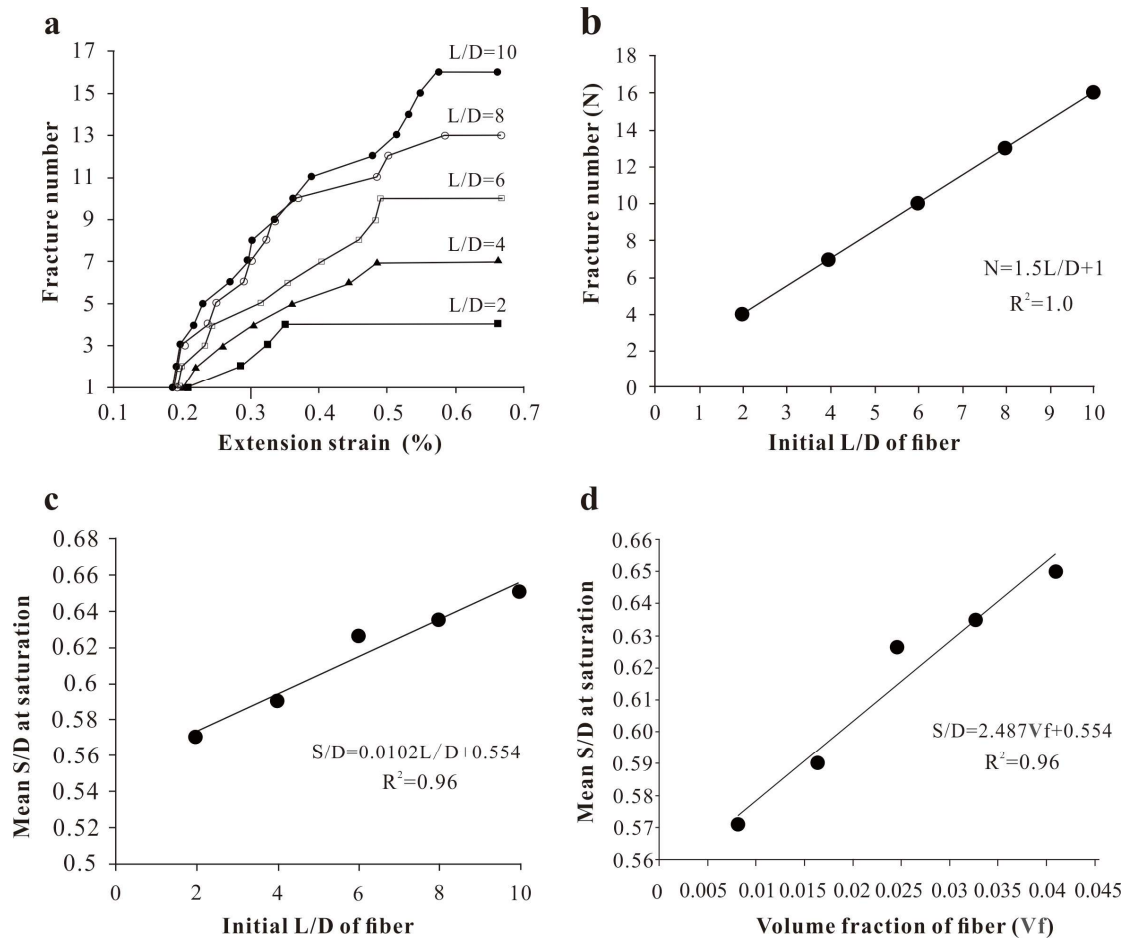 a
17
15
13
11
9
7
5
3
1
Fracture number
L/D=10
L/D=8
L/D=6
L/D=4
L/D=2
0.1 0.2 0.3 0.4 0.5 0.6 0.7
Extension strain (%)
b
18
16
14
12
10
8
6
4
2
0
Fracture number (N)
N=1.5L/D+1
R²=1.0
0 1 2 3 4 5 6 7 8 9 10
Initial L/D of fiber
c
0.68
0.66
0.64
0.62
0.6
0.58
0.56
0.54
0.52
0.5
Mean S/D at saturation
S/D=0.0102L/D+0.554
R²=0.96
0 2 4 6 8 10
Initial L/D of fiber
d
0.66
0.65
0.64
0.63
0.62
0.61
0.60
0.59
0.58
0.57
0.56
Mean S/D at saturation
S/D=2.487Vf+0.554
R²=0.96
0 0.005 0.01 0.015 0.02 0.025 0.03 0.035 0.04 0.045
Volume fraction of fiber (Vf)